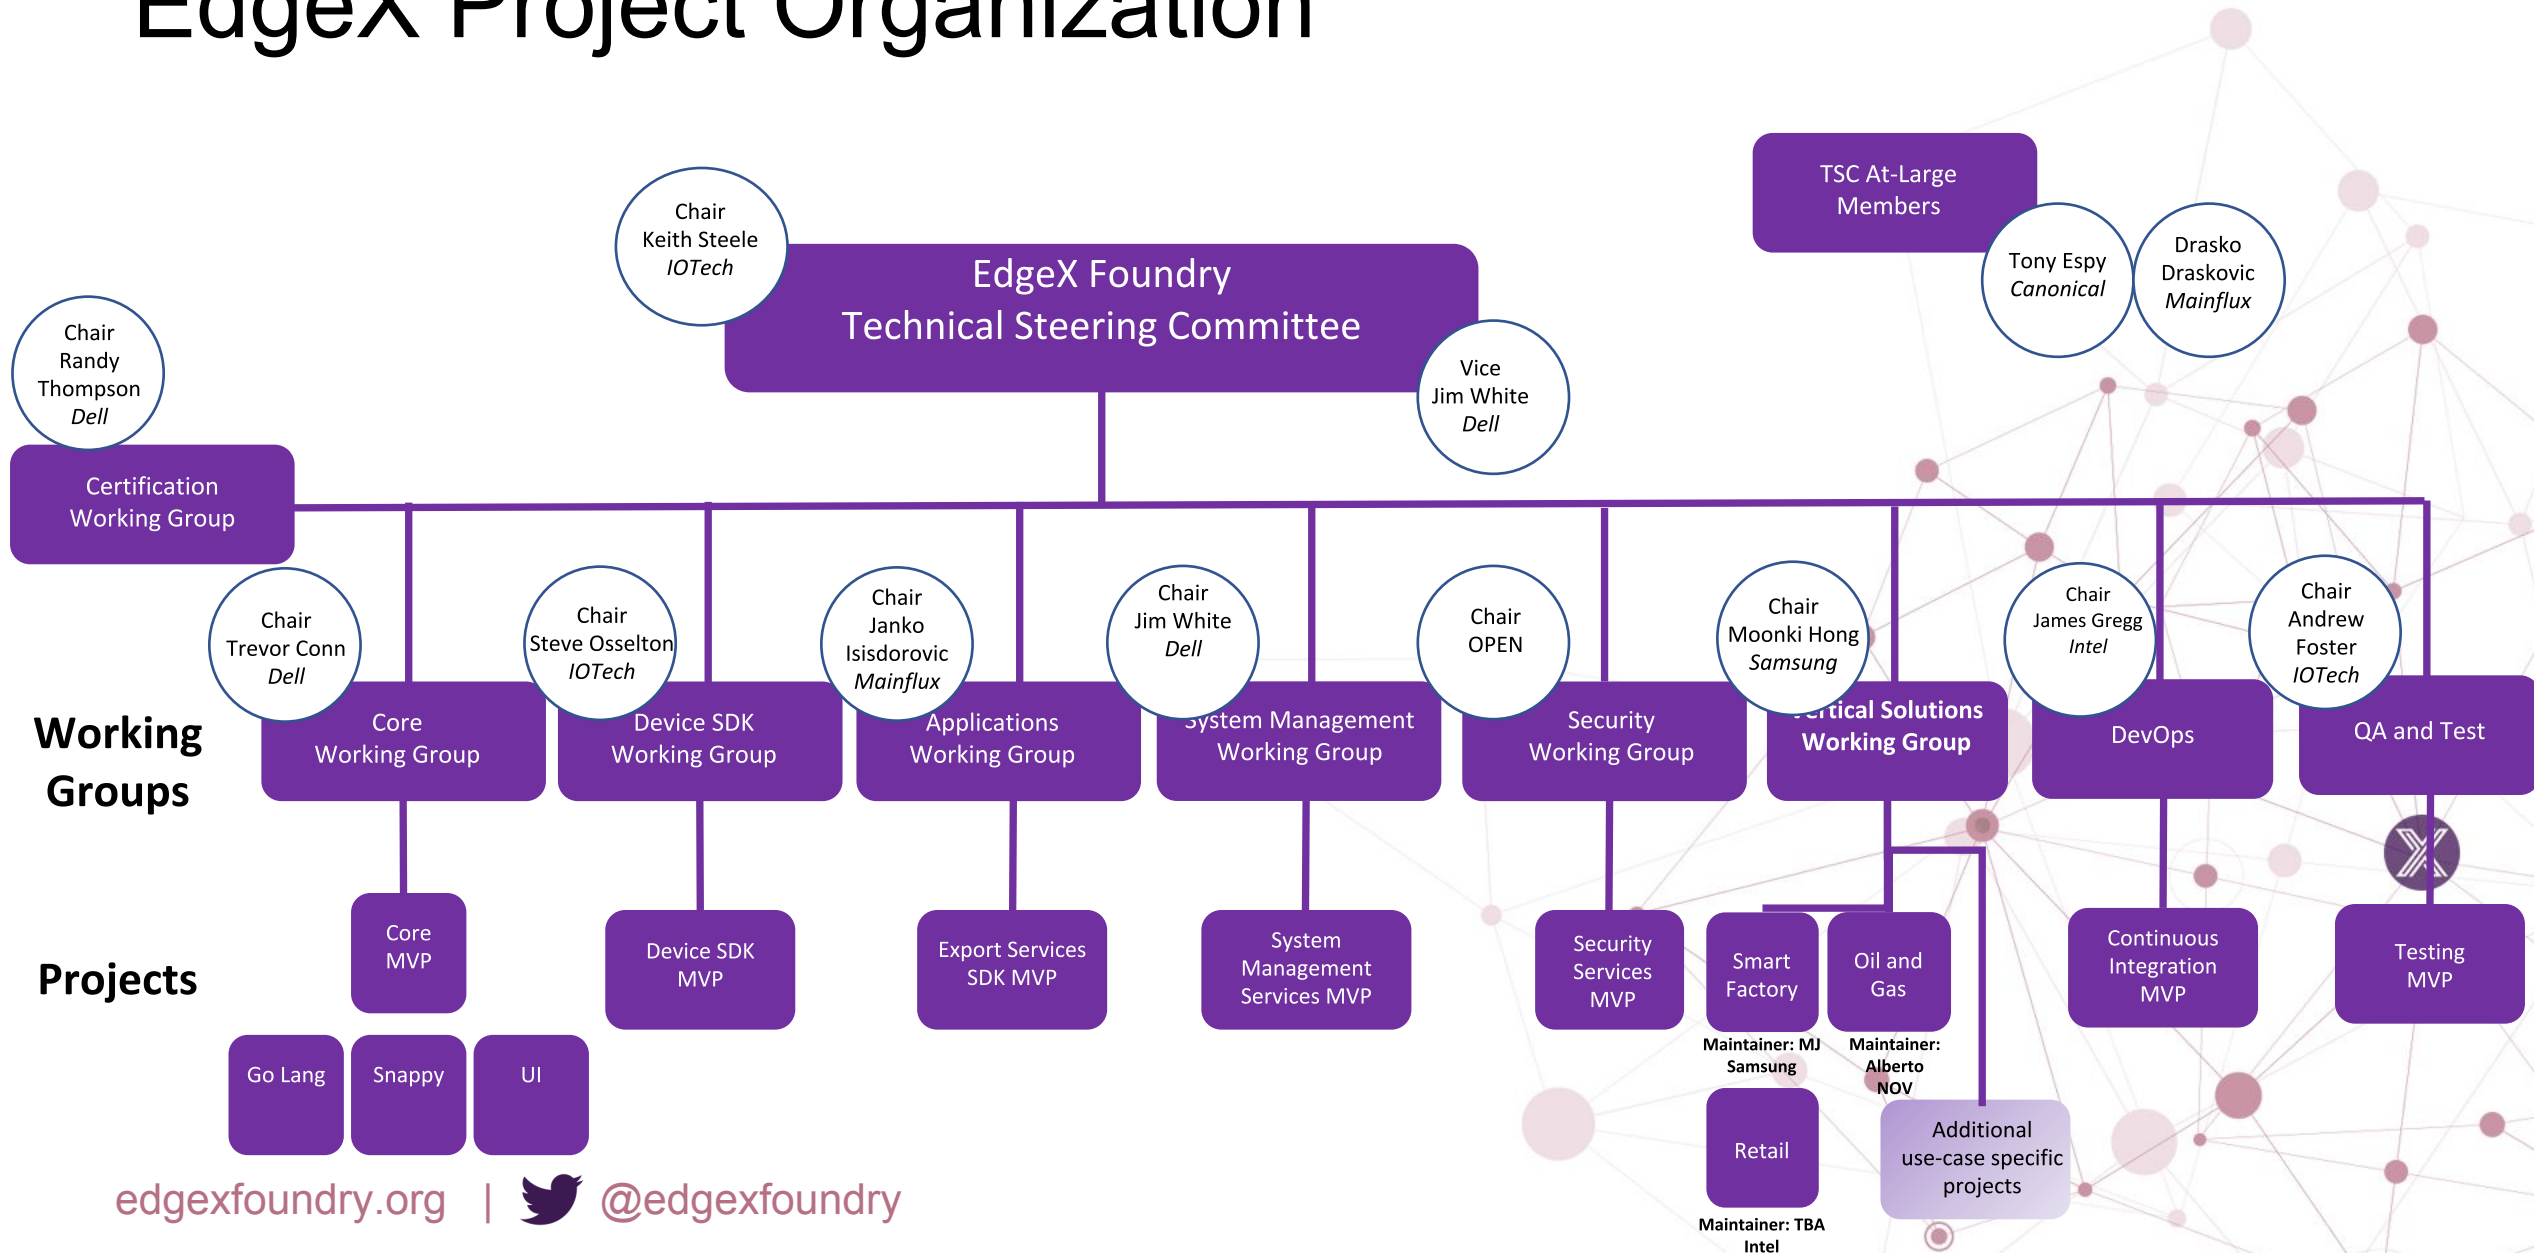 EdgeX Project Organization
TSC At-Large
Members
Tony Espy
Canonical
Drasko
Draskovic
Mainflux
Chair
Keith Steele
IOTech
EdgeX Foundry
Technical Steering Committee
Vice
Jim White
Dell
Chair
Randy
Thompson
Dell
Certification
Working Group
Chair
Trevor Conn
Dell
Chair
Steve Osselton
IOTech
Chair
Janko
Isisdorovic
Mainflux
Chair
Jim White
Dell
Chair
OPEN
Chair
Moonki Hong
Samsung
Chair
James Gregg
Intel
Chair
Andrew
Foster
IOTech
Working
Groups
Core
Working Group
Device SDK
Working Group
Applications
Working Group
System Management
Working Group
Security
Working Group
Vertical Solutions
Working Group
DevOps
QA and Test
Projects
Core
MVP
Device SDK
MVP
Export Services
SDK MVP
System
Management
Services MVP
Security
Services
MVP
Smart
Factory
Oil and
Gas
Continuous
Integration
MVP
Testing
MVP
Maintainer: MJ
Samsung
Maintainer:
Alberto
NOV
Go Lang
Snappy
UI
Retail
Additional
use-case specific
projects
Maintainer: TBA
Intel
edgexfoundry.org | @edgexfoundry